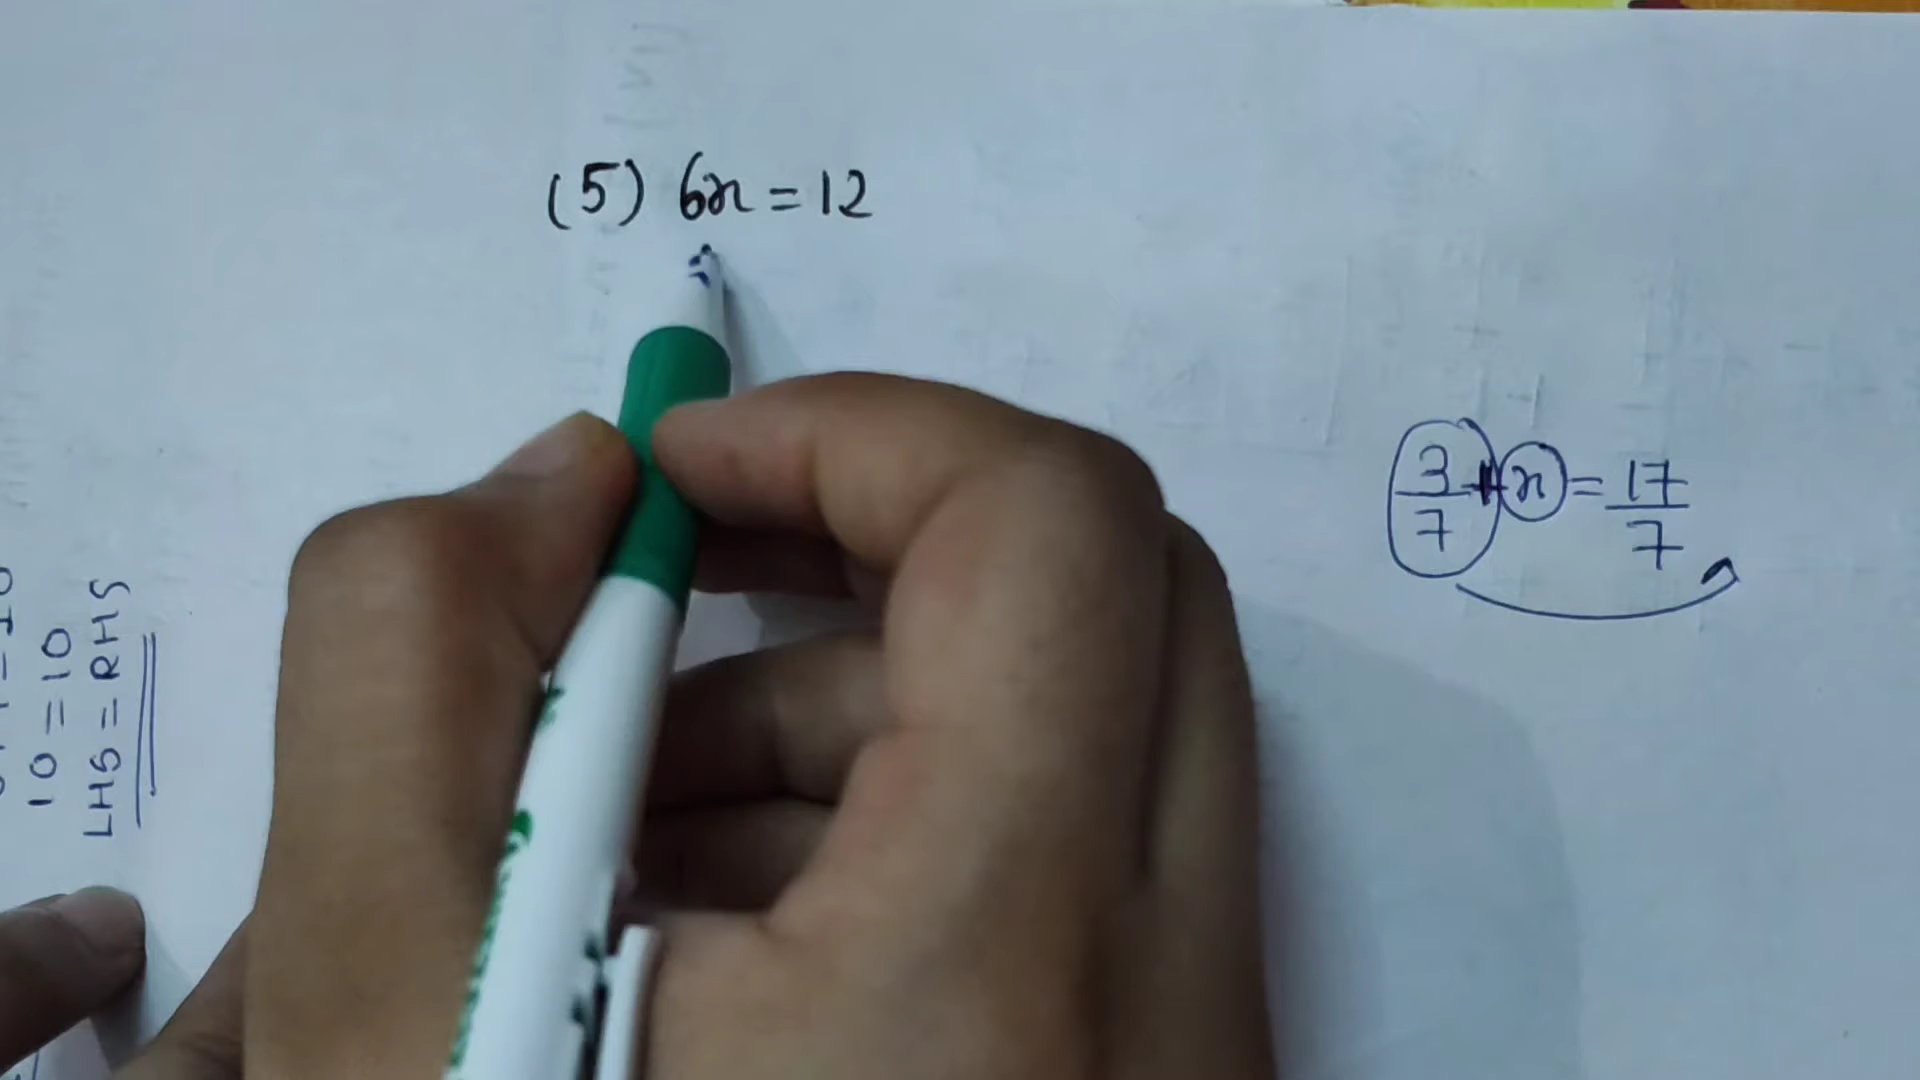 (5) 6x = 12
3/7 + x = 17/7
10 = 10
LHS = RHS